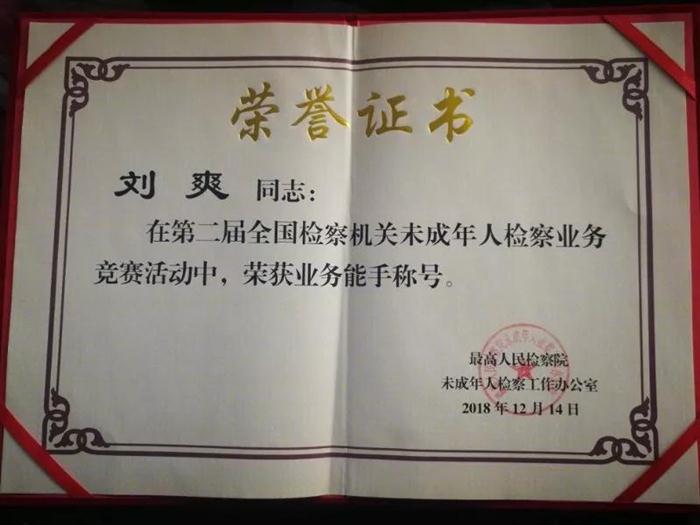 荣誉证书
刘爽 同志：
在第二届全国检察机关未成年人检察业务
竞赛活动中，荣获业务能手称号。
最高人民检察院
未成年人检察工作办公室
2018年12月14日